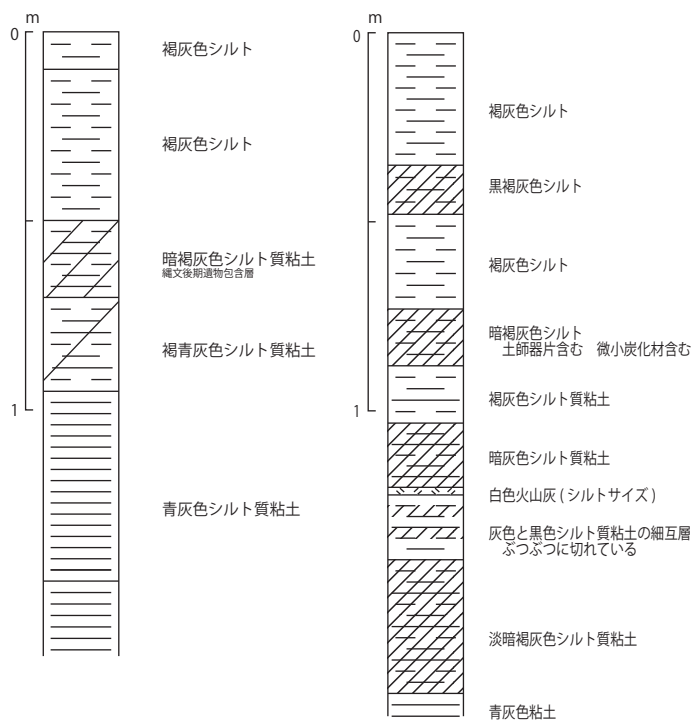 m
0
褐灰色シルト
褐灰色シルト
暗褐灰色シルト質粘土
縄文後期遺物包含層
褐青灰色シルト質粘土
1
青灰色シルト質粘土
m
0
褐灰色シルト
黒褐灰色シルト
褐灰色シルト
暗褐灰色シルト
土師器片含む　微小炭化材含む
褐灰色シルト質粘土
1
暗灰色シルト質粘土
白色火山灰 ( シルトサイズ )
灰色と黒色シルト質粘土の細互層
ぶつぶつに切れている
淡暗褐灰色シルト質粘土
青灰色粘土